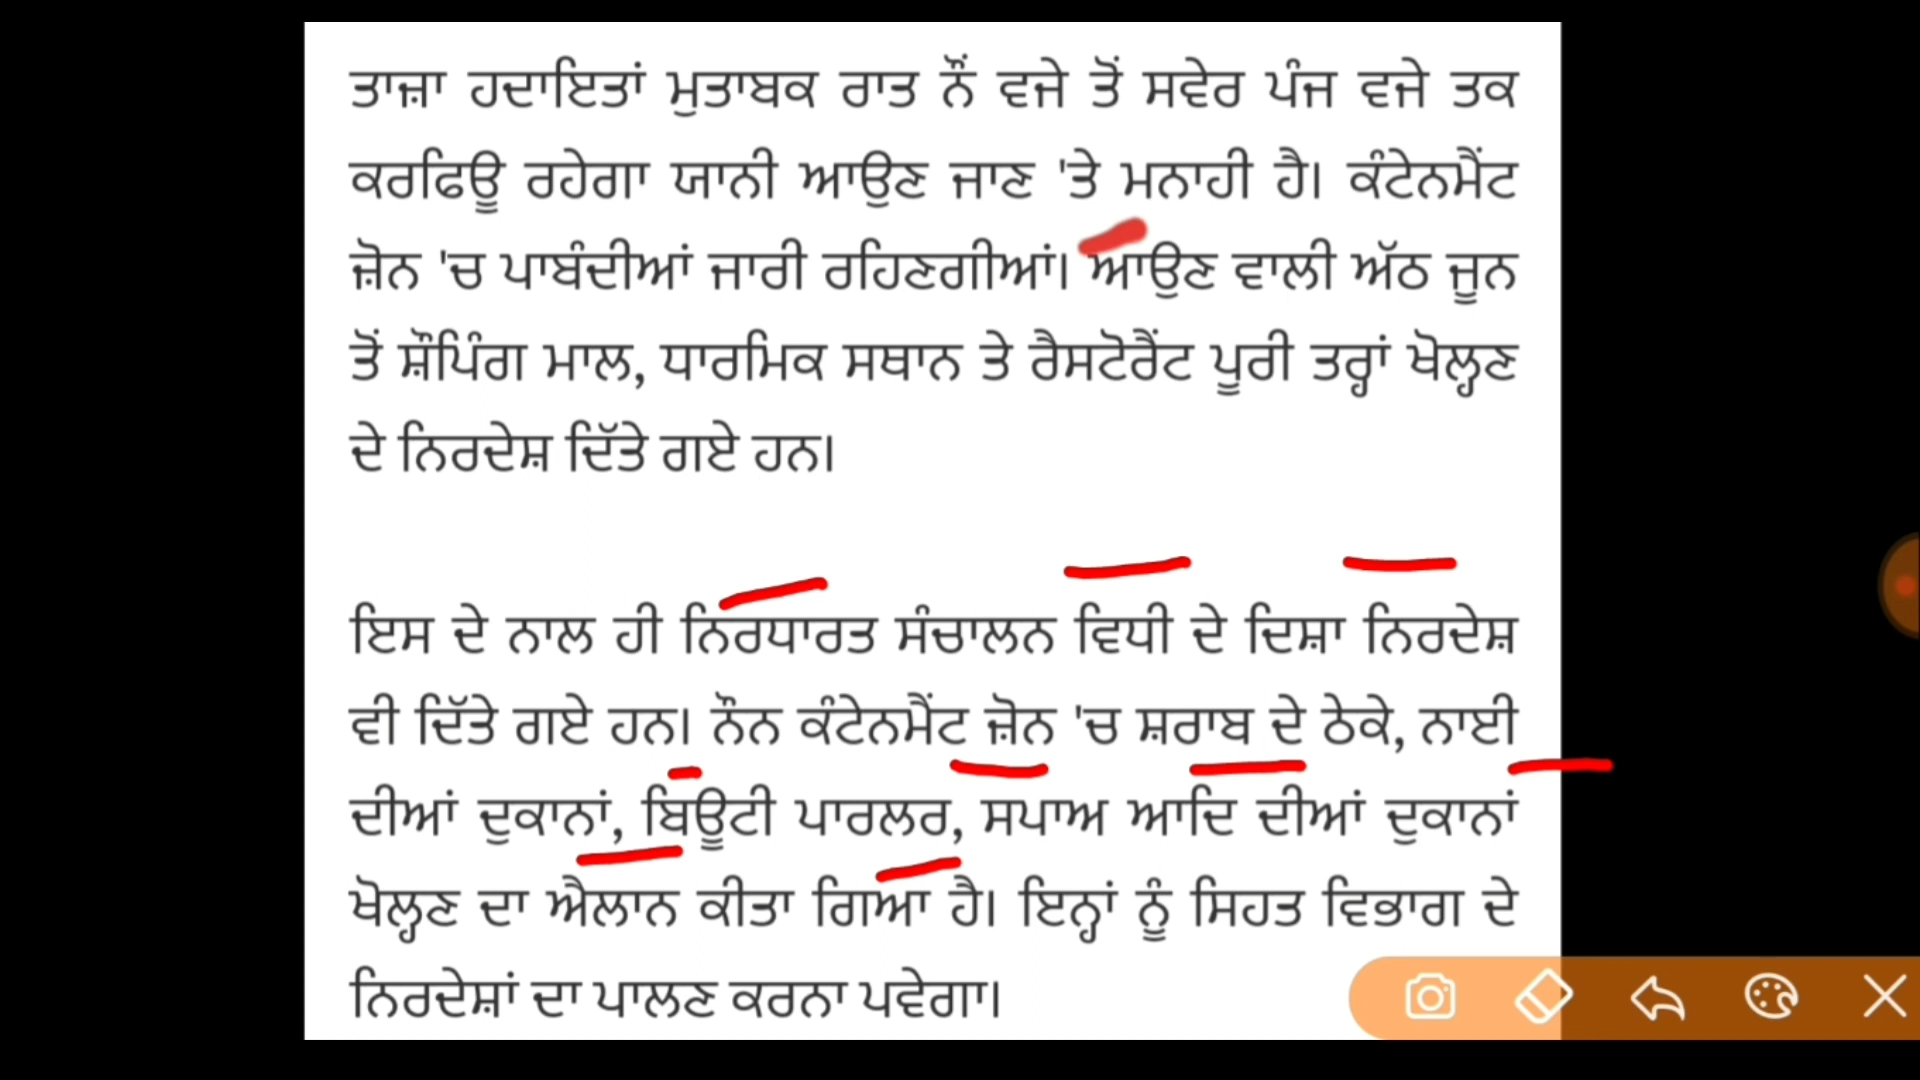 ਤਾਜ਼ਾ ਹਦਾਇਤਾਂ ਮੁਤਾਬਕ ਰਾਤ ਨੌਂ ਵਜੇ ਤੋਂ ਸਵੇਰ ਪੰਜ ਵਜੇ ਤਕ
ਕਰਫਿਊ ਰਹੇਗਾ ਯਾਨੀ ਆਉਣ ਜਾਣ 'ਤੇ ਮਨਾਹੀ ਹੈ। ਕੰਟੇਨਮੈਂਟ
ਜ਼ੋਨ 'ਚ ਪਾਬੰਦੀਆਂ ਜਾਰੀ ਰਹਿਣਗੀਆਂ। ਆਉਣ ਵਾਲੀ ਅੱਠ ਜੂਨ
ਤੋਂ ਸ਼ੌਪਿੰਗ ਮਾਲ, ਧਾਰਮਿਕ ਸਥਾਨ ਤੇ ਰੈਸਟੋਰੈਂਟ ਪੂਰੀ ਤਰ੍ਹਾਂ ਖੋਲ੍ਹਣ
ਦੇ ਨਿਰਦੇਸ਼ ਦਿੱਤੇ ਗਏ ਹਨ।
ਇਸ ਦੇ ਨਾਲ ਹੀ ਨਿਰਧਾਰਤ ਸੰਚਾਲਨ ਵਿਧੀ ਦੇ ਦਿਸ਼ਾ ਨਿਰਦੇਸ਼
ਵੀ ਦਿੱਤੇ ਗਏ ਹਨ। ਨੌਨ ਕੰਟੇਨਮੈਂਟ ਜ਼ੋਨ 'ਚ ਸ਼ਰਾਬ ਦੇ ਠੇਕੇ, ਨਾਈ
ਦੀਆਂ ਦੁਕਾਨਾਂ, ਬਿਊਟੀ ਪਾਰਲਰ, ਸਪਾਅ ਆਦਿ ਦੀਆਂ ਦੁਕਾਨਾਂ
ਖੋਲ੍ਹਣ ਦਾ ਐਲਾਨ ਕੀਤਾ ਗਿਆ ਹੈ। ਇਨ੍ਹਾਂ ਨੂੰ ਸਿਹਤ ਵਿਭਾਗ ਦੇ
ਨਿਰਦੇਸ਼ਾਂ ਦਾ ਪਾਲਣ ਕਰਨਾ ਪਵੇਗਾ।